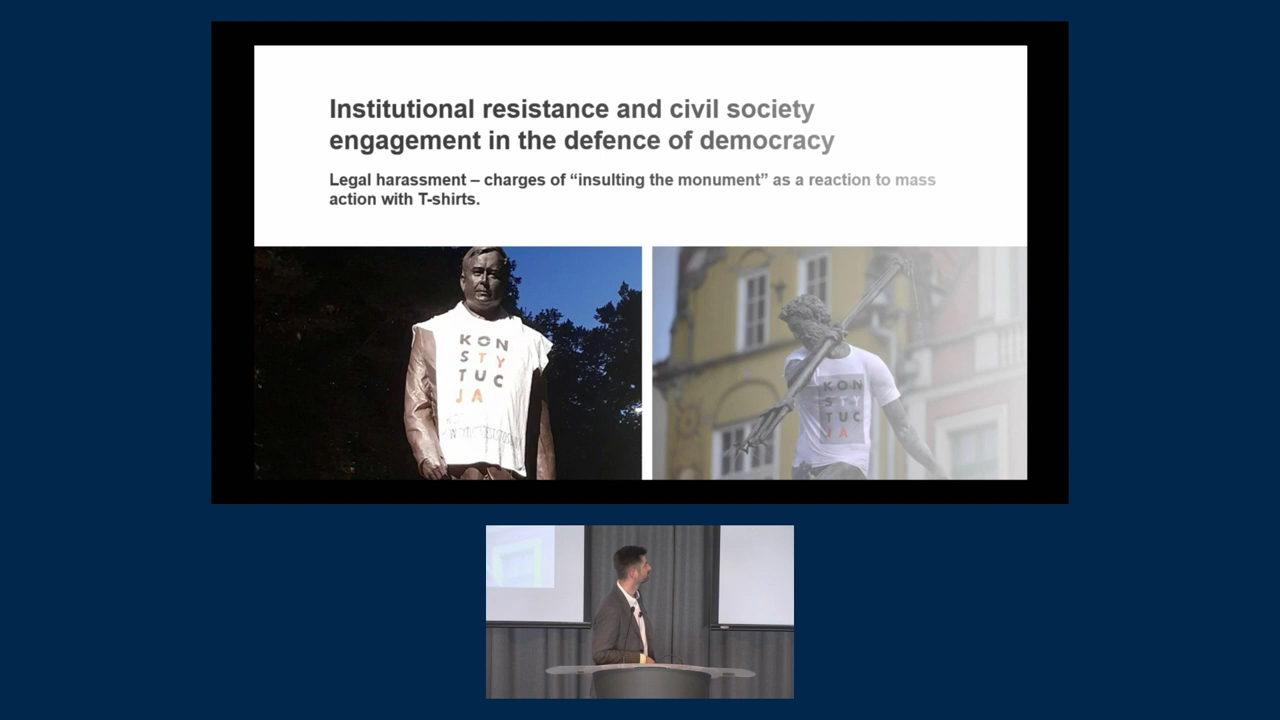 Institutional resistance and civil society
engagement in the defence of democracy
Legal harassment – charges of “insulting the monument” as a reaction to mass
action with T-shirts.
KON
STY
TUC
JA
KON
STY
TUC
JA